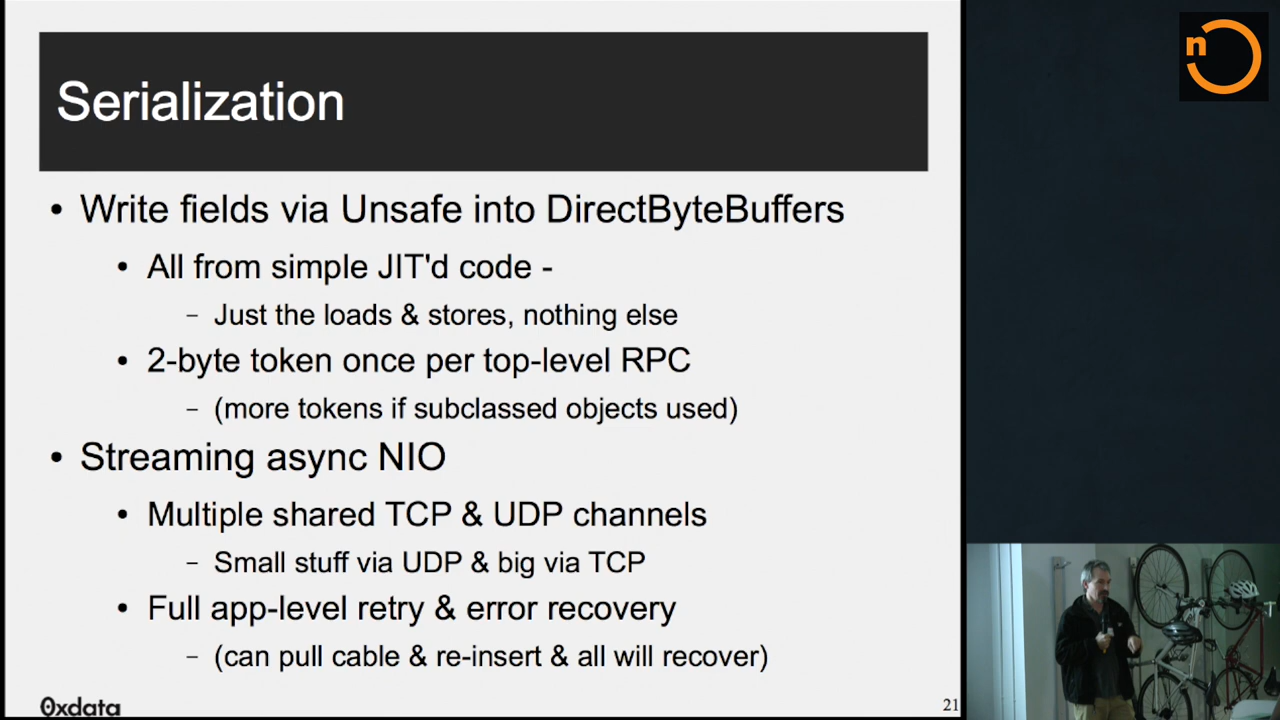 n
Serialization
• Write fields via Unsafe into DirectByteBuffers
• All from simple JIT'd code -
– Just the loads & stores, nothing else
• 2-byte token once per top-level RPC
– (more tokens if subclassed objects used)
• Streaming async NIO
• Multiple shared TCP & UDP channels
– Small stuff via UDP & big via TCP
• Full app-level retry & error recovery
– (can pull cable & re-insert & all will recover)
0xdata
21